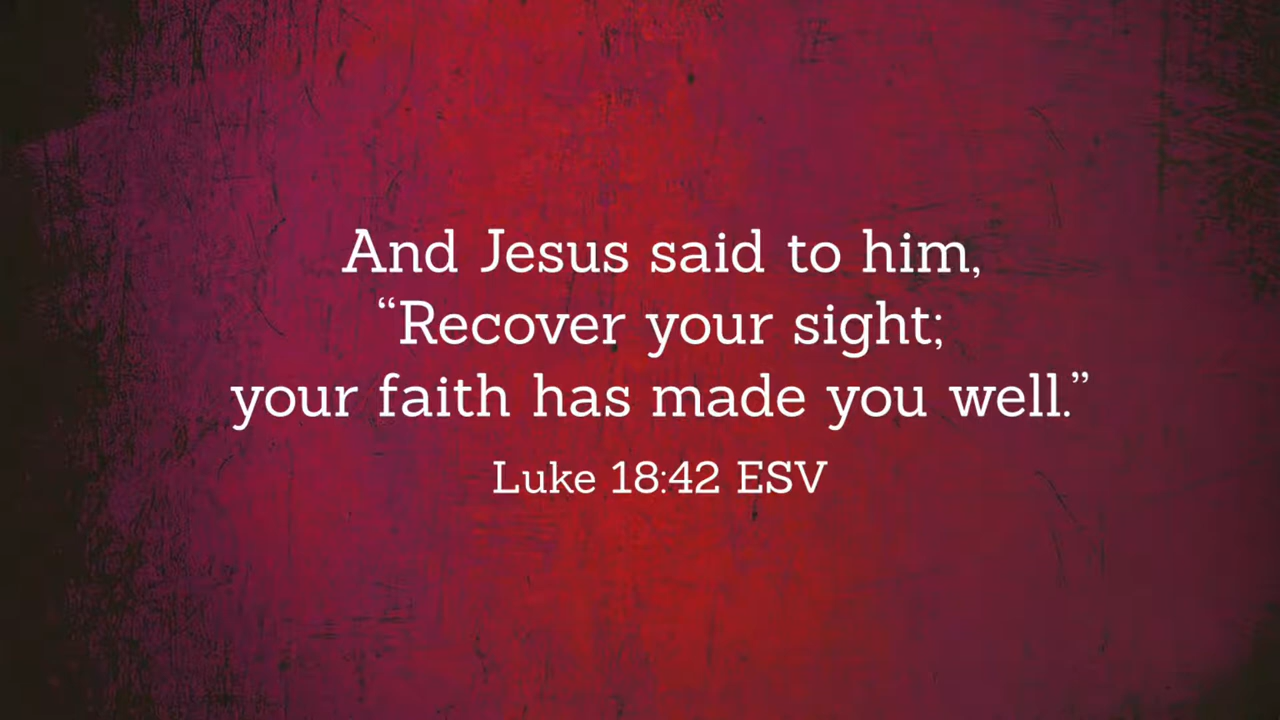 And Jesus said to him,
“Recover your sight;
your faith has made you well.”
Luke 18:42 ESV